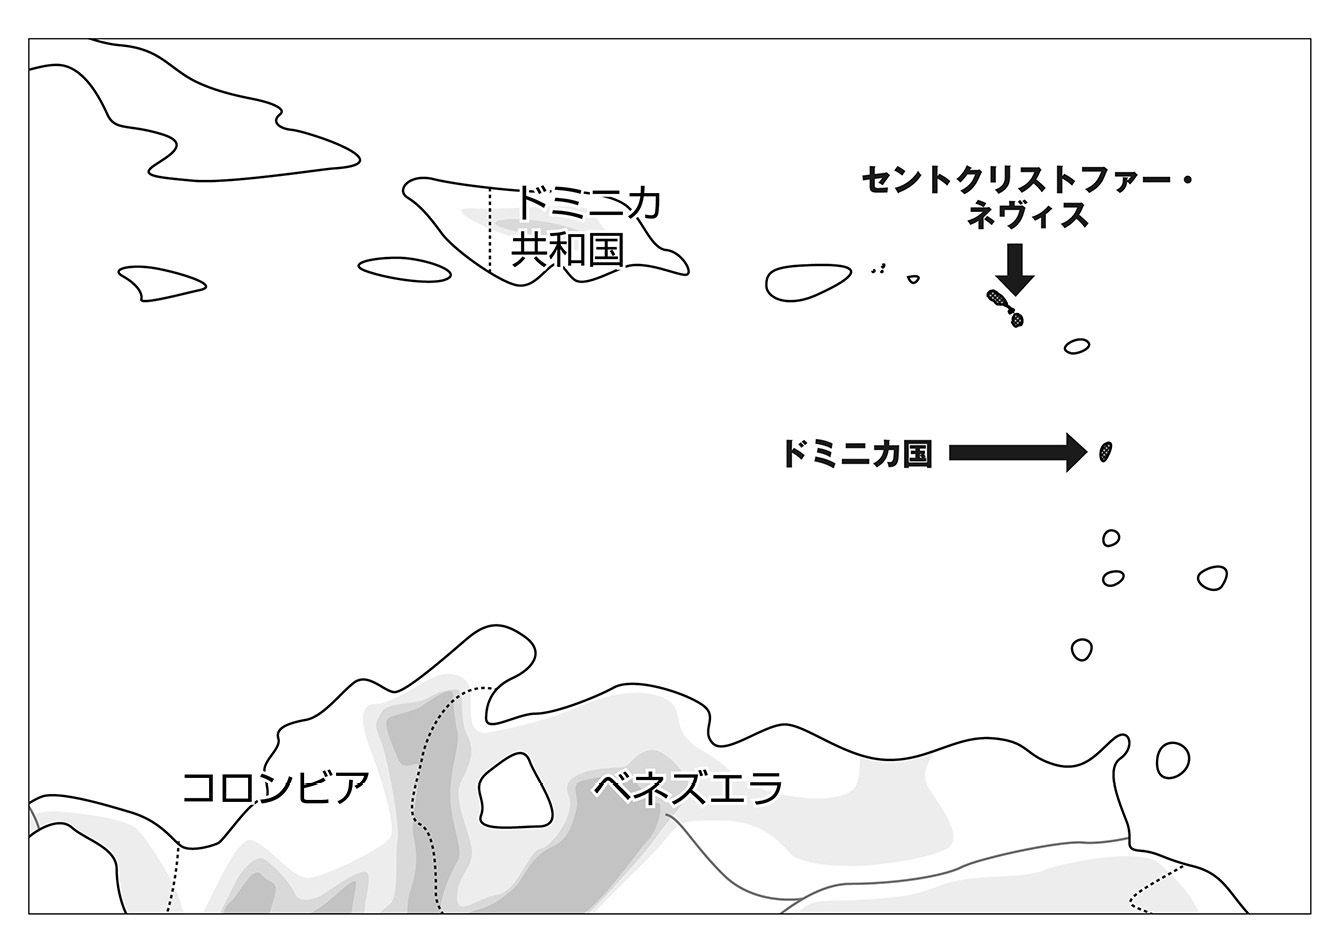 セントクリストファー・
ネヴィス
ドミニカ
共和国
ドミニカ国
コロンビア
ベネズエラ